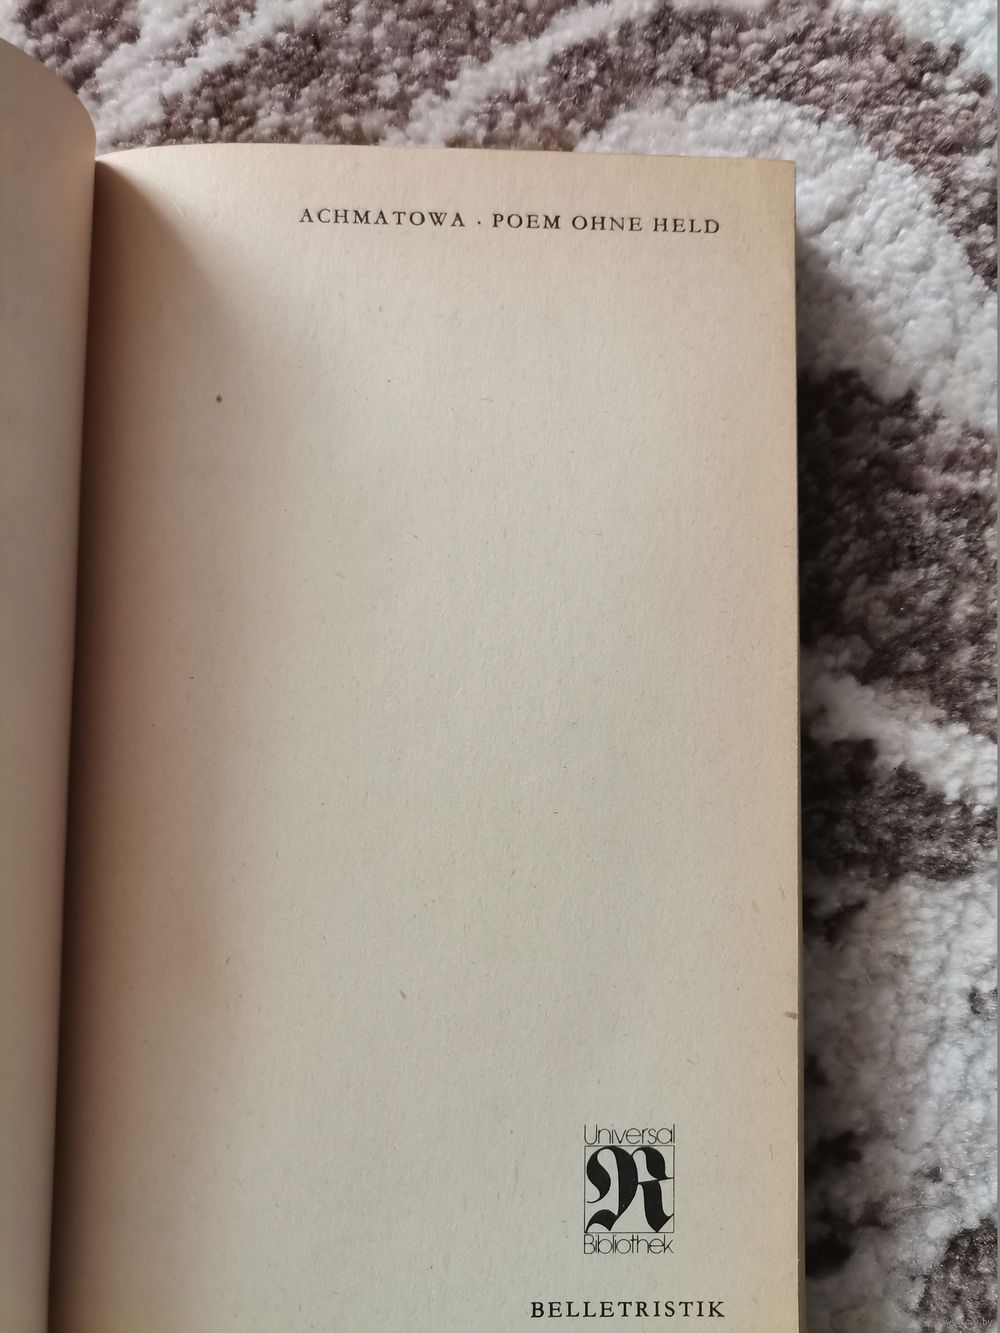 ACHMATOWA · POEM OHNE HELD
Universal
R
Bibliothek
BELLETRISTIK